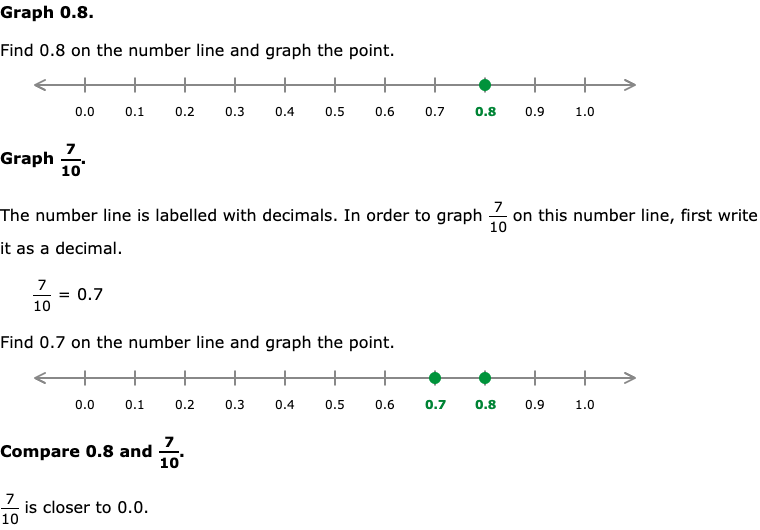 Graph 0.8.
Find 0.8 on the number line and graph the point.
0.0 0.1 0.2 0.3 0.4 0.5 0.6 0.7 0.8 0.9 1.0
Graph 7/10.
The number line is labelled with decimals. In order to graph 7/10 on this number line, first write
it as a decimal.
7/10 = 0.7
Find 0.7 on the number line and graph the point.
0.0 0.1 0.2 0.3 0.4 0.5 0.6 0.7 0.8 0.9 1.0
Compare 0.8 and 7/10.
7/10 is closer to 0.0.